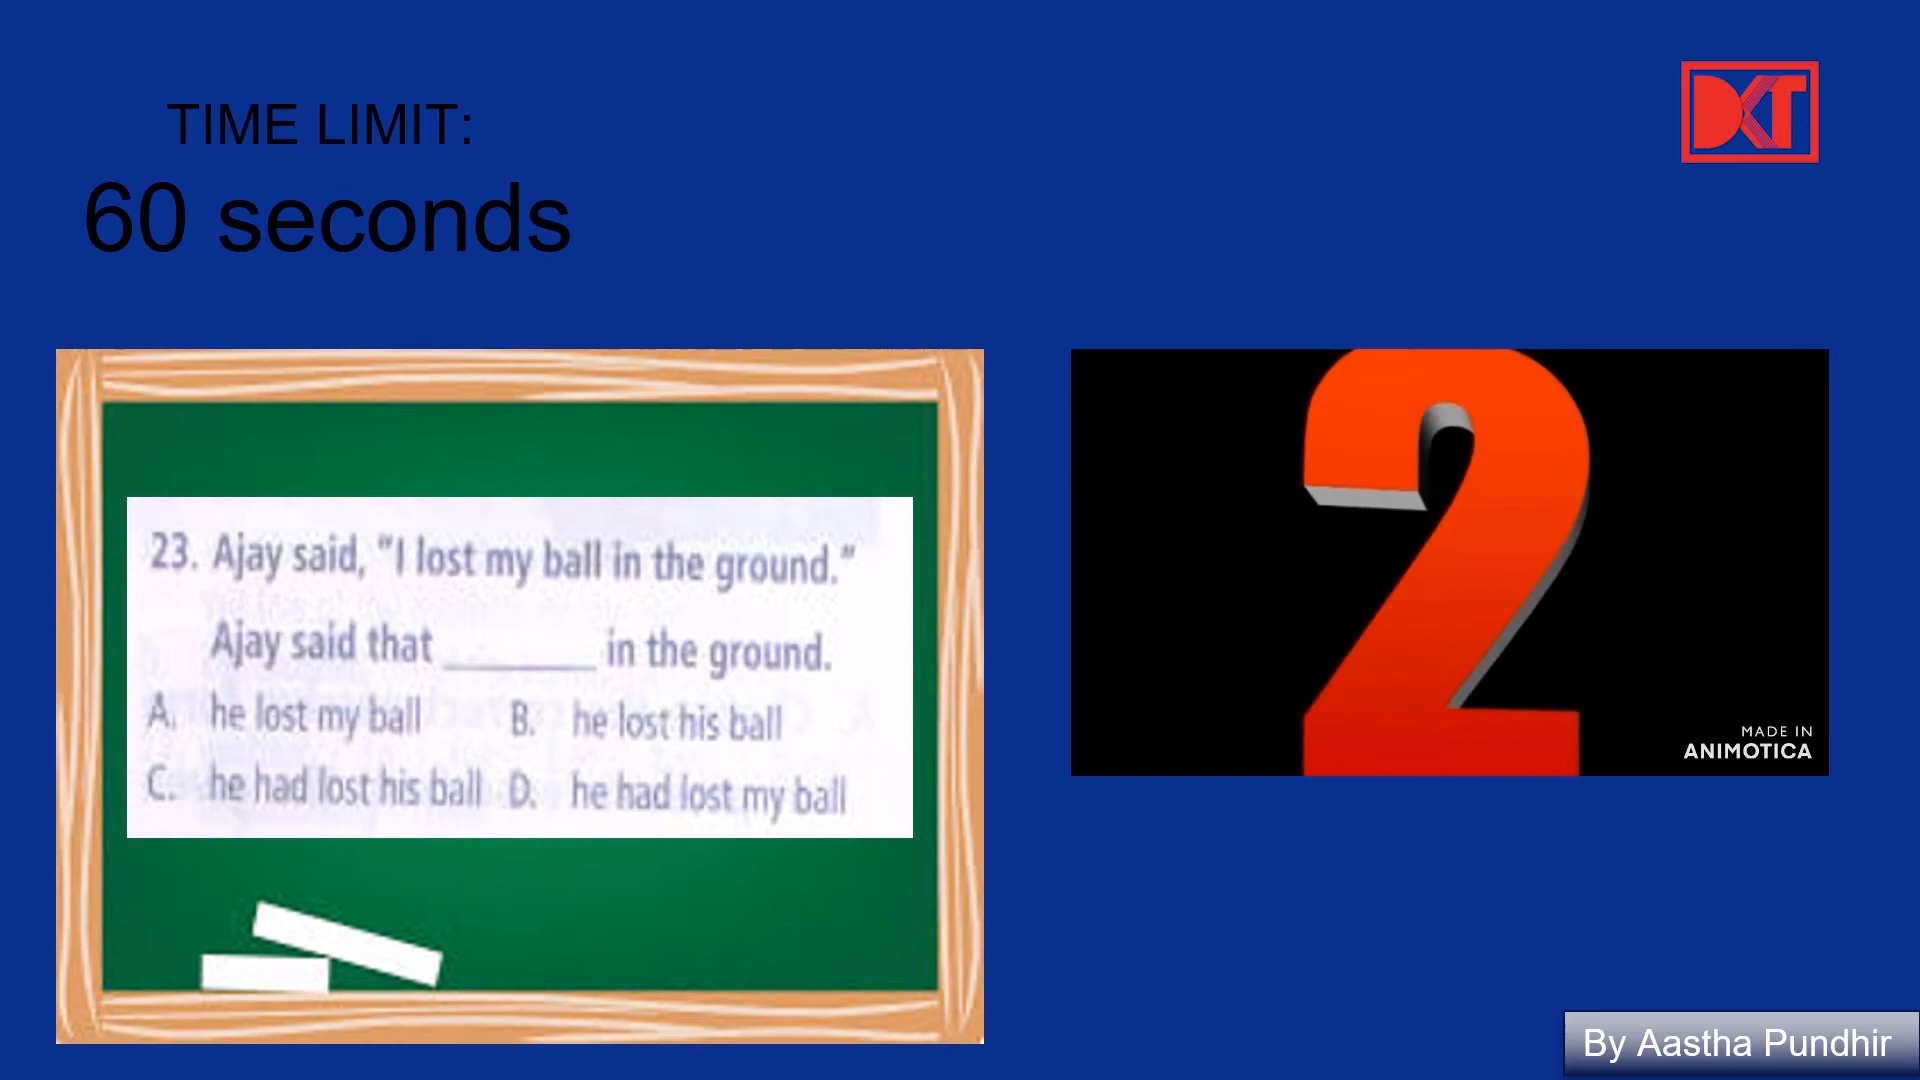 TIME LIMIT:
60 seconds
DKT
23. Ajay said, "I lost my ball in the ground."
Ajay said that ________ in the ground.
A. he lost my ball B. he lost his ball
C. he had lost his ball D. he had lost my ball
2
MADE IN
ANIMOTICA
By Aastha Pundhir